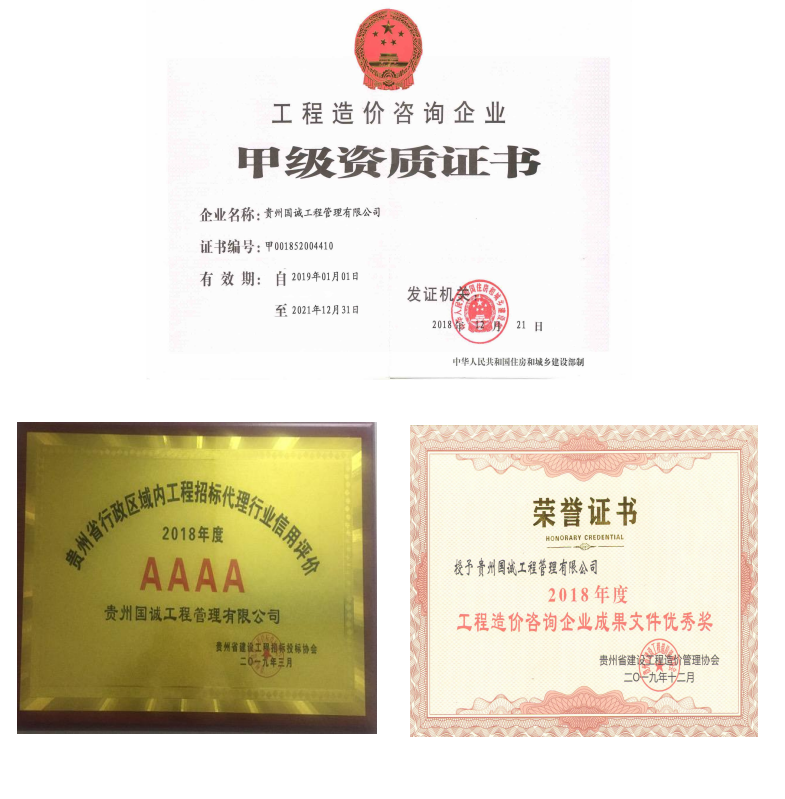 工程造价咨询企业
甲级资质证书
企业名称：贵州国诚工程管理有限公司
证书编号：甲001852004410
有效期：自2019年01月01日
至2021年12月31日
发证机关：
2018年12月21日
中华人民共和国住房和城乡建设部制
贵州省行政区域内工程招标代理行业信用评价
2018年度
AAAA
贵州国诚工程管理有限公司
贵州省建设工程招标投标协会
二〇一九年三月
荣誉证书
HONORARY CREDENTIAL
授予贵州国诚工程管理有限公司
2018年度
工程造价咨询企业成果文件优秀奖
贵州省建设工程造价管理协会
二〇一九年十二月